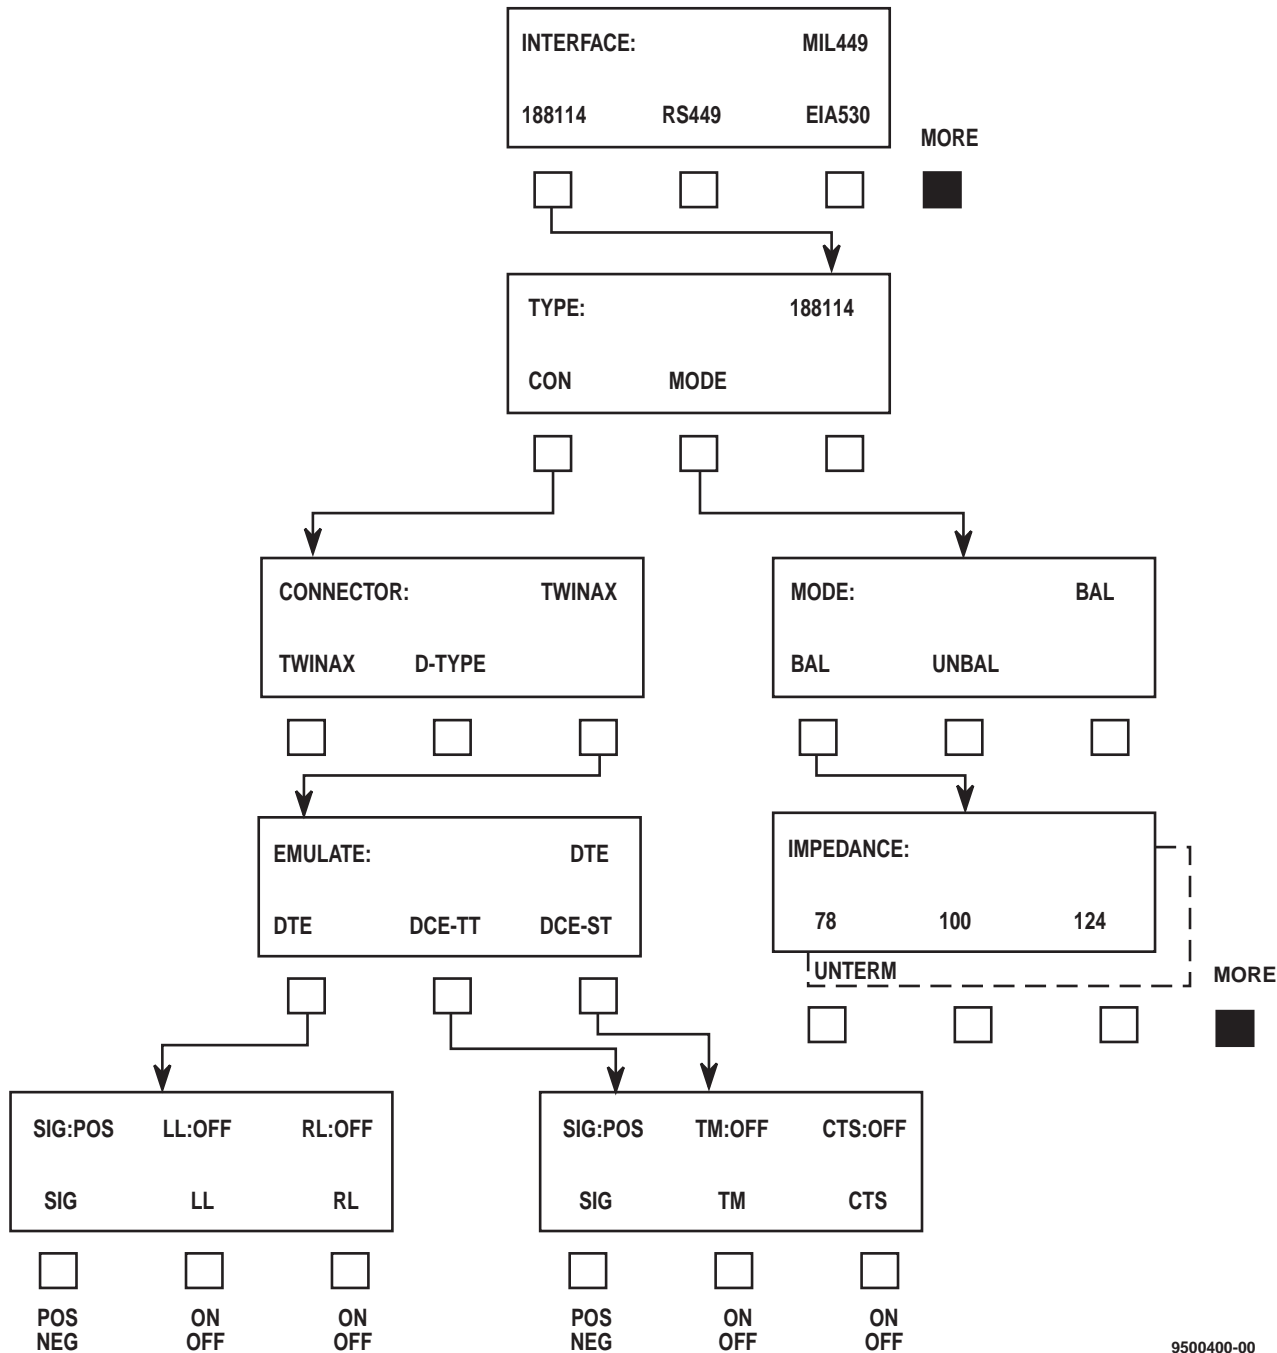 INTERFACE: MIL449
188114 RS449 EIA530
MORE
TYPE: 188114
CON MODE
CONNECTOR: TWINAX
TWINAX D-TYPE
MODE: BAL
BAL UNBAL
EMULATE: DTE
DTE DCE-TT DCE-ST
IMPEDANCE:
78 100 124
UNTERM
MORE
SIG:POS LL:OFF RL:OFF
SIG LL RL
POS ON ON
NEG OFF OFF
SIG:POS TM:OFF CTS:OFF
SIG TM CTS
POS ON ON
NEG OFF OFF
9500400-00